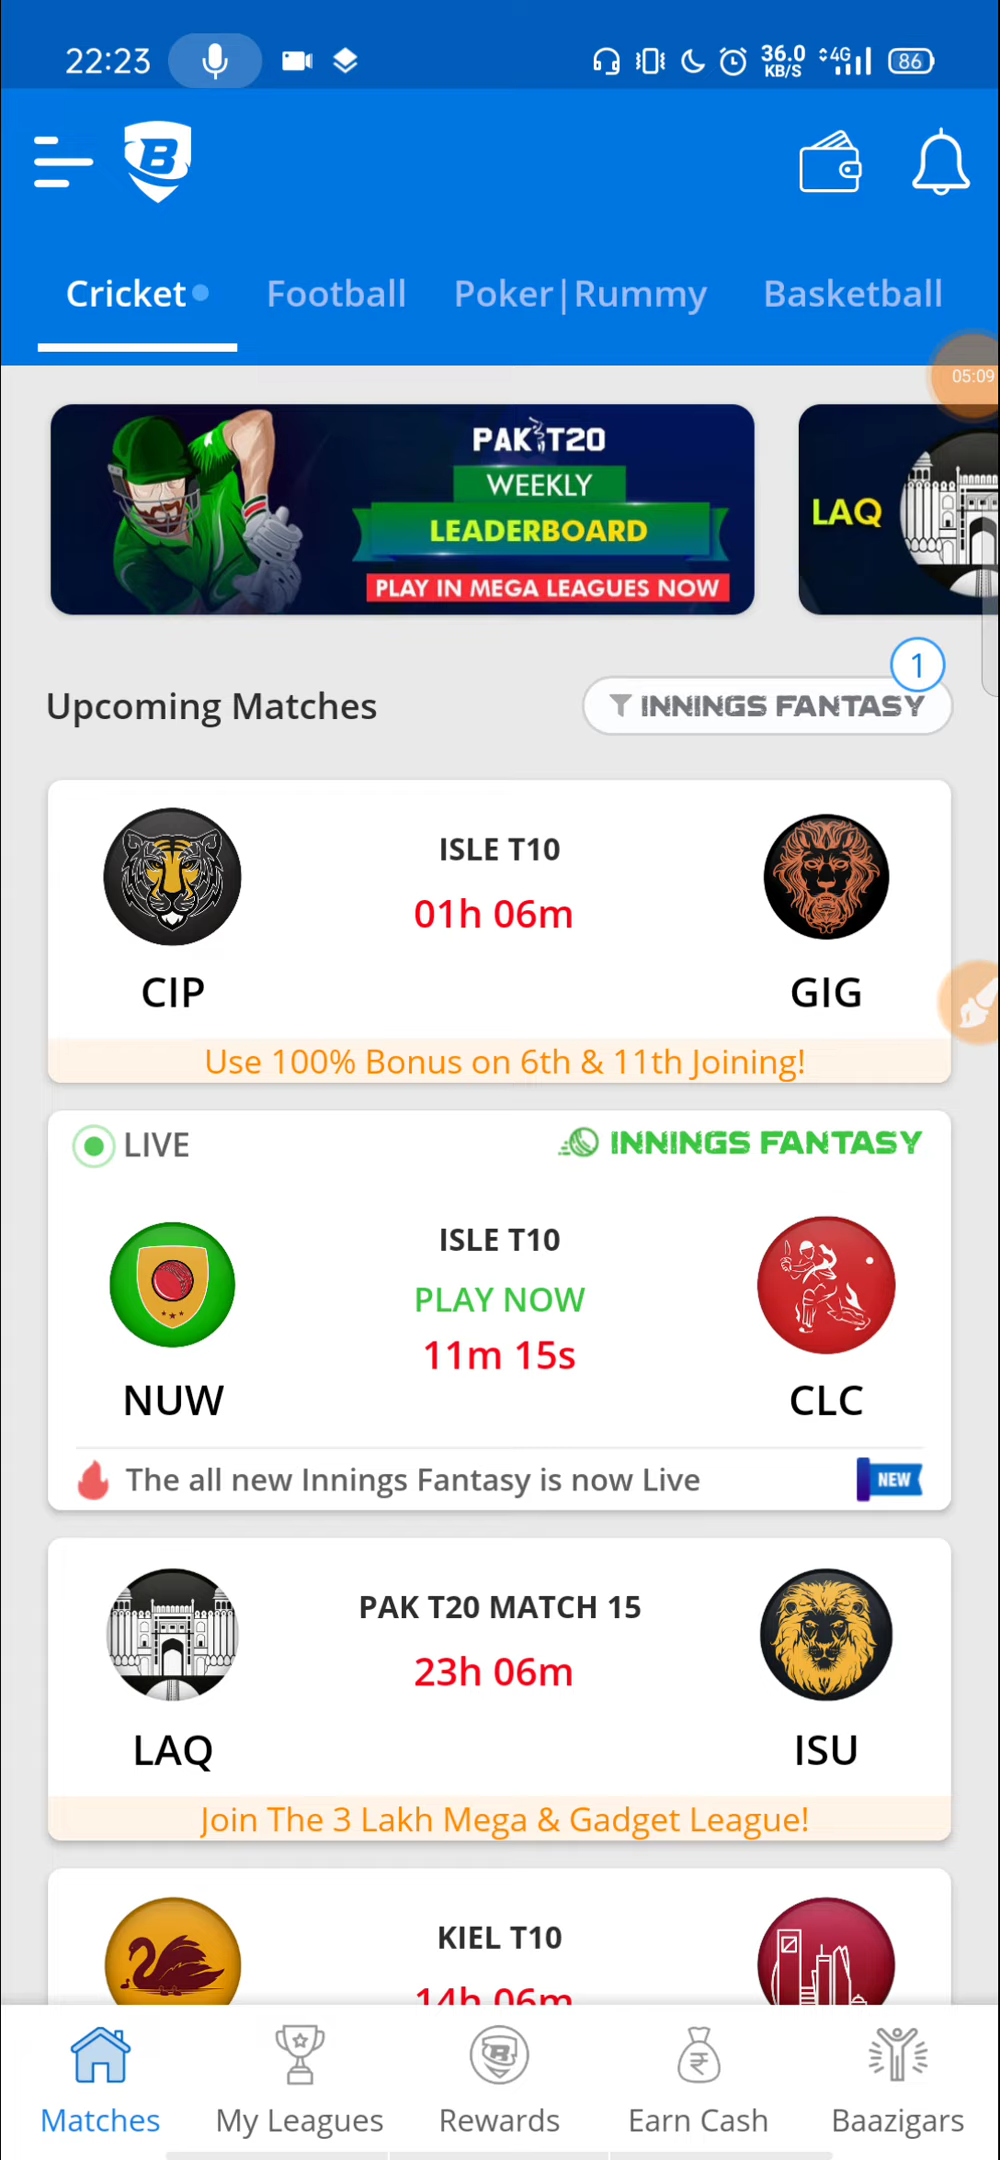 22:23
36.0
KB/S
4G
86
B
Cricket
Football
Poker|Rummy
Basketball
05:09
PAK T20
WEEKLY
LEADERBOARD
PLAY IN MEGA LEAGUES NOW
LAQ
Upcoming Matches
1
INNINGS FANTASY
ISLE T10
01h 06m
CIP
GIG
Use 100% Bonus on 6th & 11th Joining!
LIVE
INNINGS FANTASY
ISLE T10
PLAY NOW
11m 15s
NUW
CLC
The all new Innings Fantasy is now Live
NEW
PAK T20 MATCH 15
23h 06m
LAQ
ISU
Join The 3 Lakh Mega & Gadget League!
KIEL T10
14h 06m
B
₹
Matches
My Leagues
Rewards
Earn Cash
Baazigars